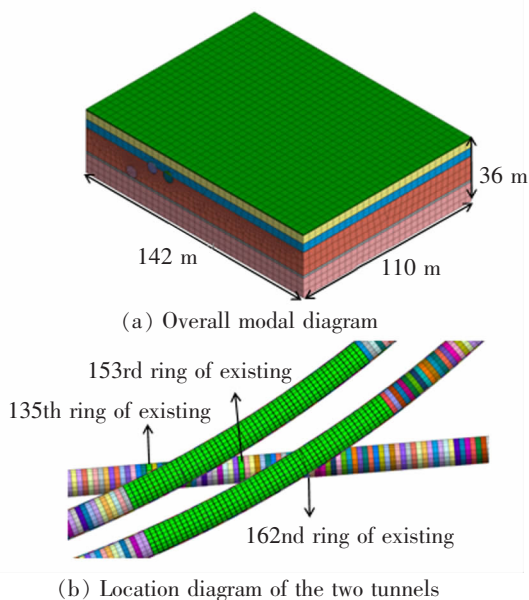 36 m
142 m
110 m
(a) Overall modal diagram
153rd ring of existing
135th ring of existing
162nd ring of existing
(b) Location diagram of the two tunnels